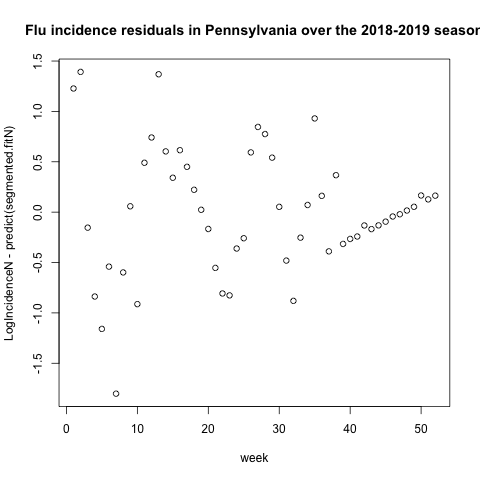 Flu incidence residuals in Pennsylvania over the 2018-2019 season
LogIncidenceN - predict(segmented.fitN)
1.5
1.0
0.5
0.0
-0.5
-1.0
-1.5
0 10 20 30 40 50
week